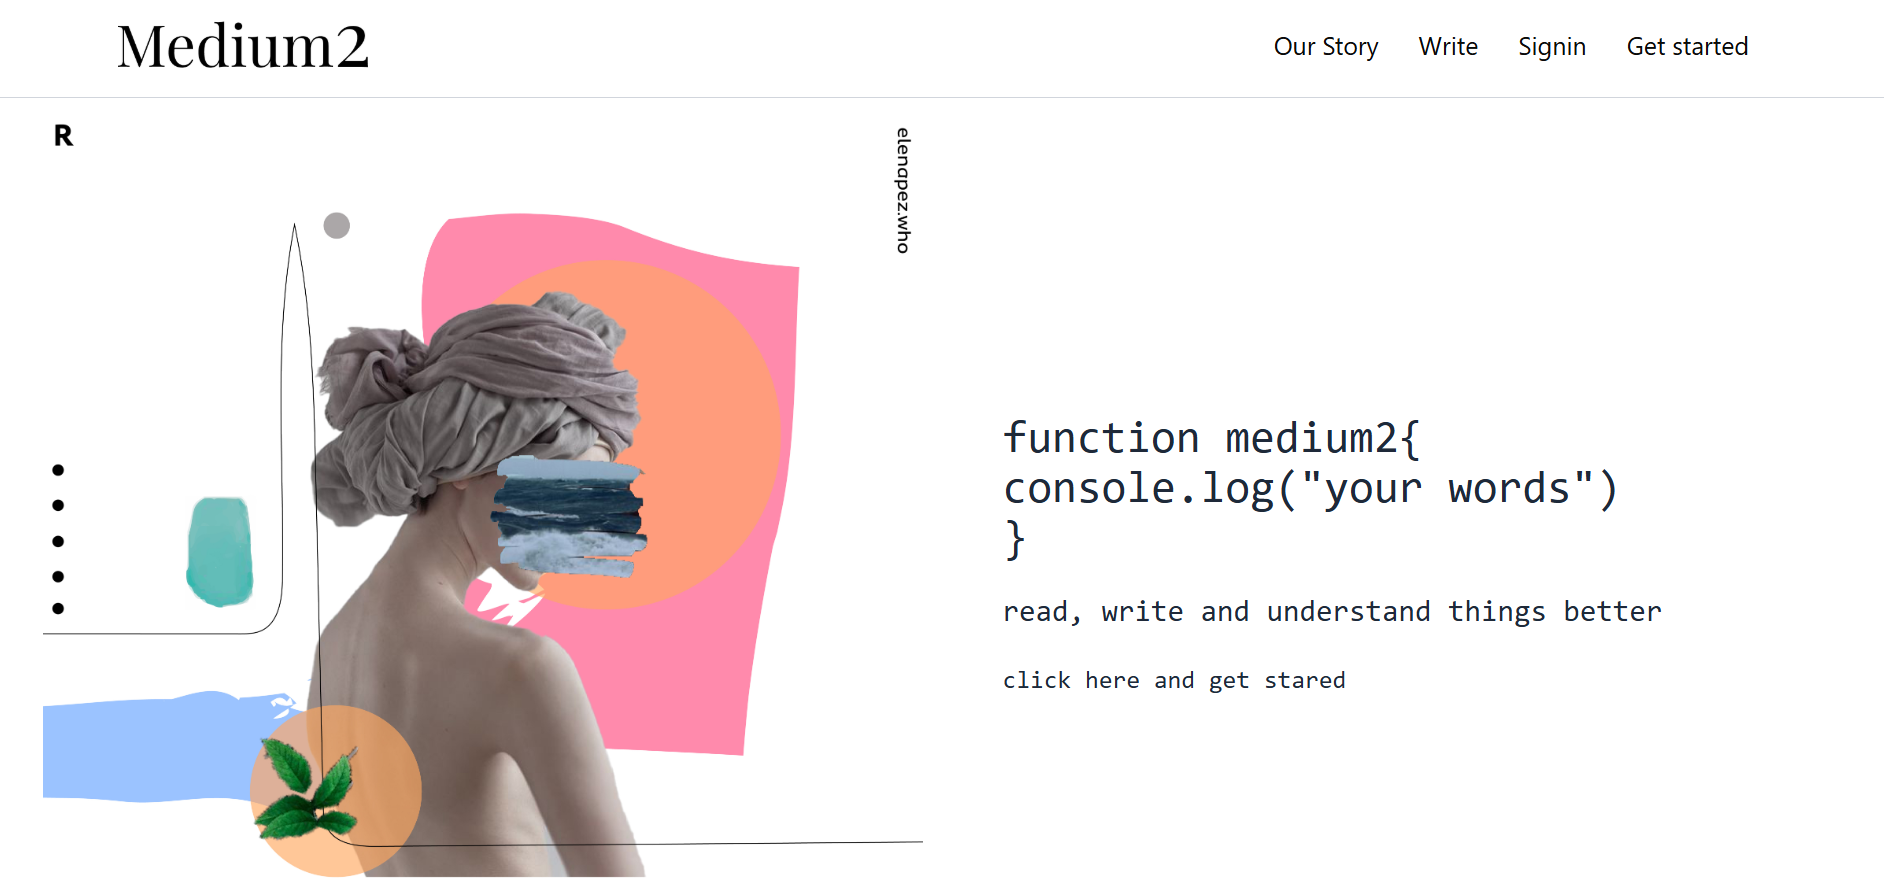 Medium2
Our Story Write Signin Get started
R
elenapez.who
function medium2{
console.log("your words")
}
read, write and understand things better
click here and get stared